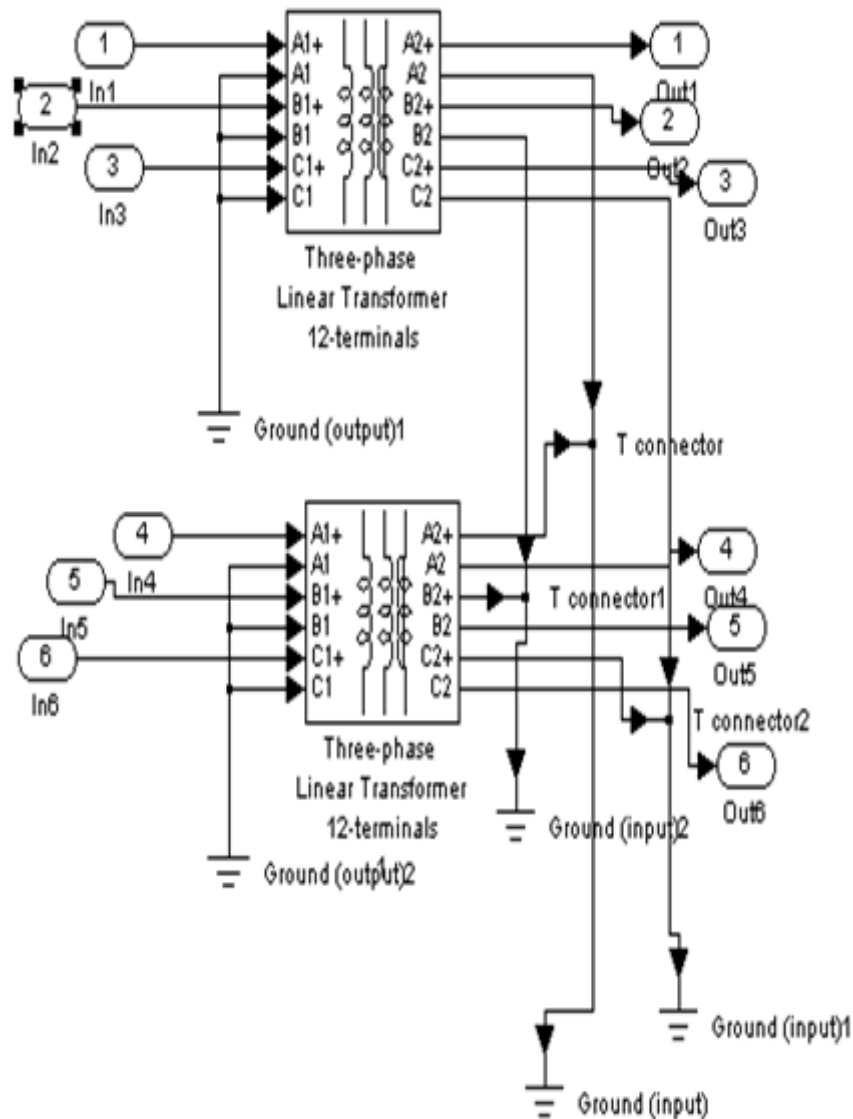 1
In1
2
In2
3
In3
A1+
A1
B1+
B1
C1+
C1
A2+
A2
B2+
B2
C2+
C2
1
Out1
2
Out2
3
Out3
Three-phase
Linear Transformer
12-terminals
Ground (output)1
T connector
4
In4
5
In5
6
In6
A1+
A1
B1+
B1
C1+
C1
A2+
A2
B2+
B2
C2+
C2
T connector1
4
Out4
5
Out5
T connector2
6
Out6
Three-phase
Linear Transformer
12-terminals
1
Ground (input)2
Ground (output)2
Ground (input)1
Ground (input)